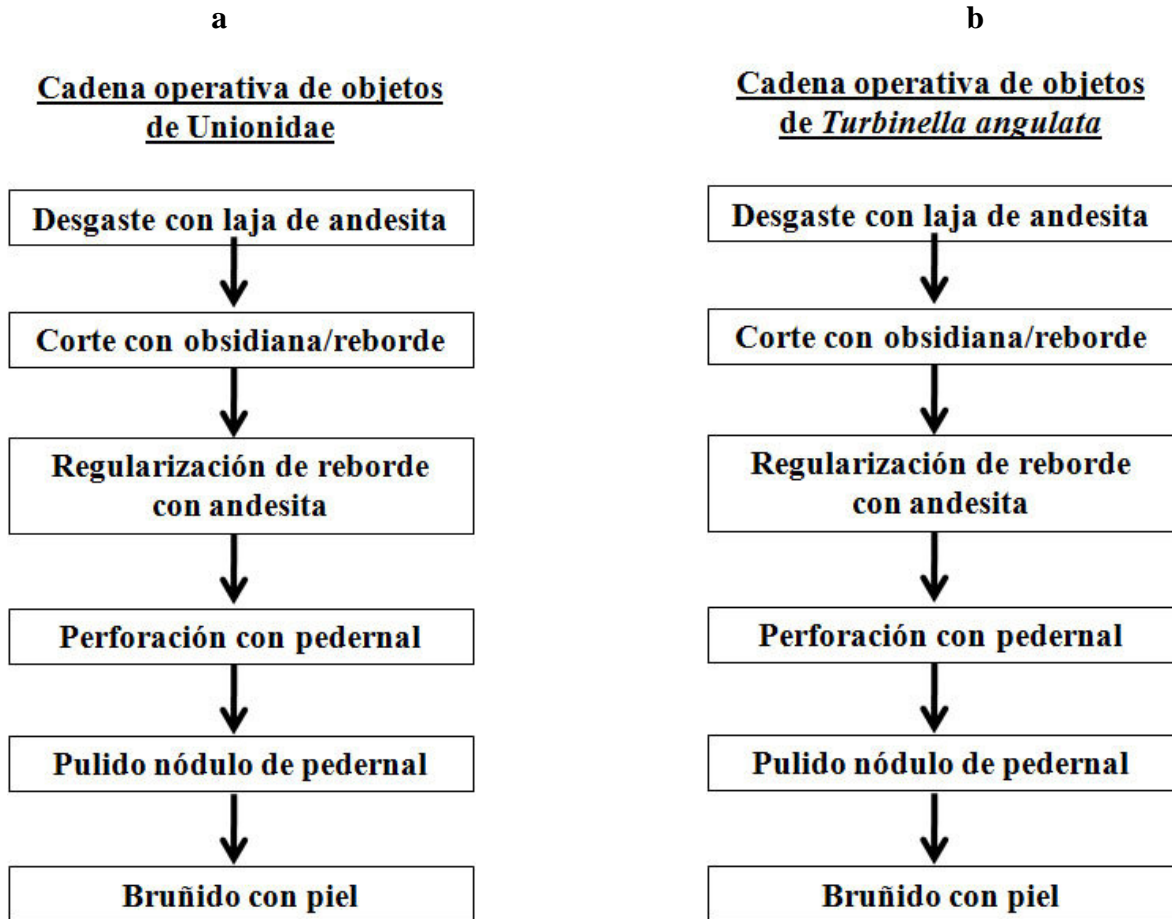 a
Cadena operativa de objetos
de Unionidae
Desgaste con laja de andesita
Corte con obsidiana/reborde
Regularización de reborde
con andesita
Perforación con pedernal
Pulido nódulo de pedernal
Bruñido con piel
b
Cadena operativa de objetos
de Turbinella angulata
Desgaste con laja de andesita
Corte con obsidiana/reborde
Regularización de reborde
con andesita
Perforación con pedernal
Pulido nódulo de pedernal
Bruñido con piel